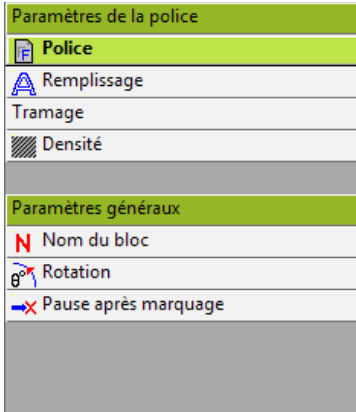 Paramètres de la police
Police
Remplissage
Tramage
Densité
Paramètres généraux
N Nom du bloc
θ° Rotation
Pause après marquage